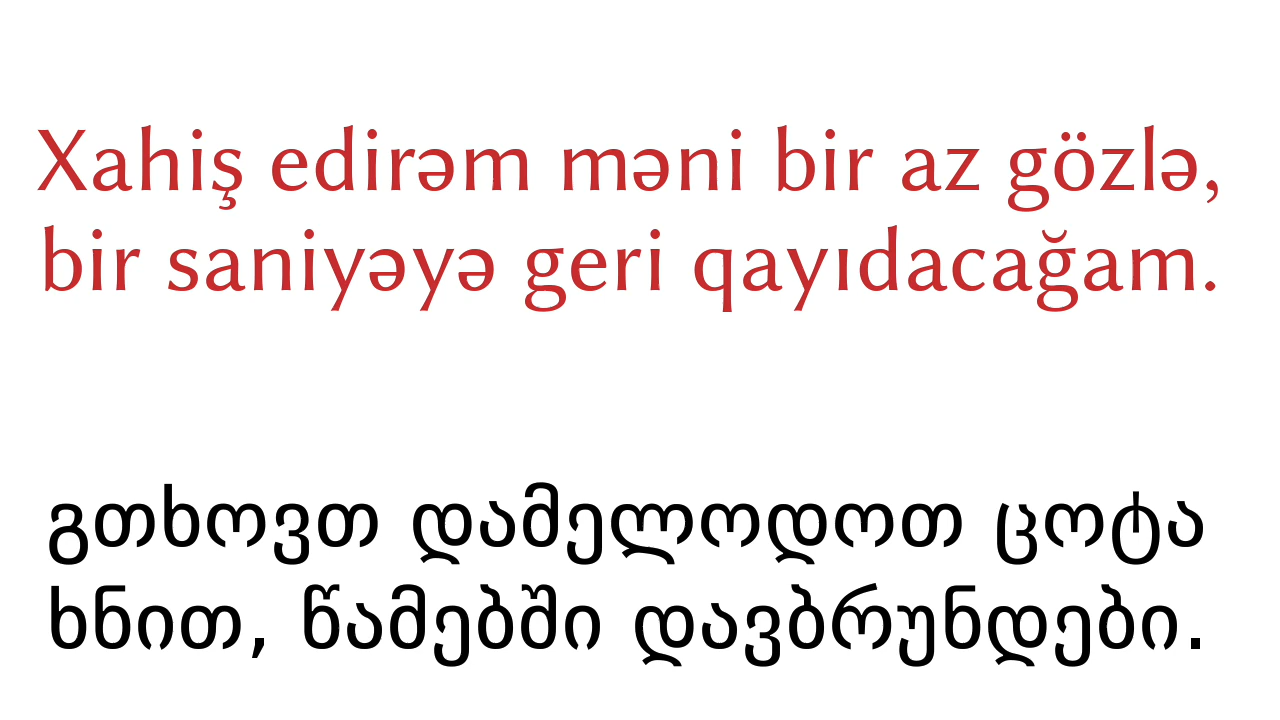 Xahiş edirəm məni bir az gözlə,
bir saniyəyə geri qayıdacağam.
გთხოვთ დამელოდოთ ცოტა
ხნით, წამებში დავბრუნდები.